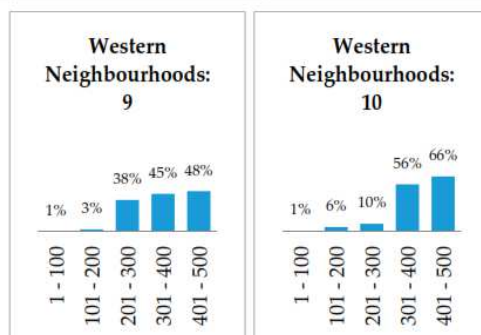 Western
Neighbourhoods:
9
1%
3%
38%
45%
48%
1 - 100
101 - 200
201 - 300
301 - 400
401 - 500
Western
Neighbourhoods:
10
1%
6%
10%
56%
66%
1 - 100
101 - 200
201 - 300
301 - 400
401 - 500